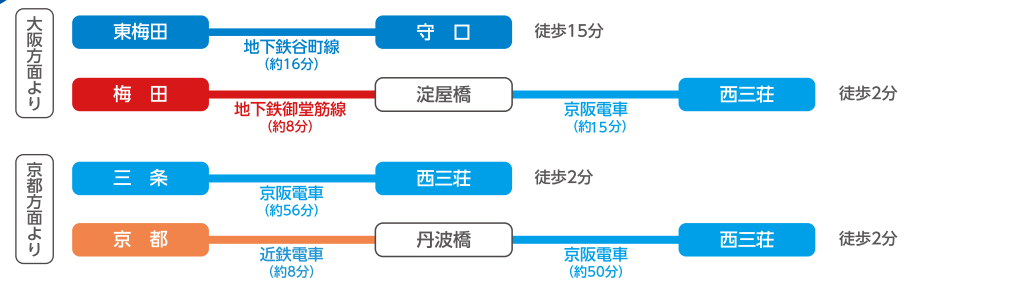 大阪方面より
東梅田
地下鉄谷町線
(約16分)
守 口
徒歩15分
梅 田
地下鉄御堂筋線
(約8分)
淀屋橋
京阪電車
(約15分)
西三荘
徒歩2分
京都方面より
三 条
京阪電車
(約56分)
西三荘
徒歩2分
京 都
近鉄電車
(約8分)
丹波橋
京阪電車
(約50分)
西三荘
徒歩2分